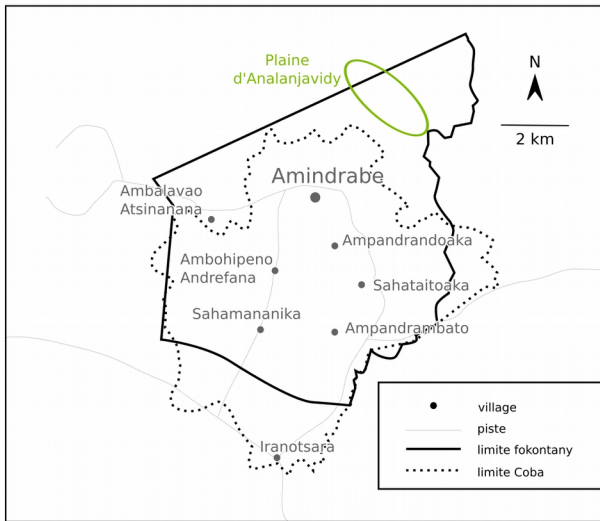 Plaine
d'Analanjavidy
N
2 km
Amindrabe
Ambalavao
Atsinanana
Ampandrandoaka
Ambohipeno
Andrefana
Sahataitoaka
Sahamananika
Ampandrambato
Iranotsara
village
piste
limite fokontany
limite Coba